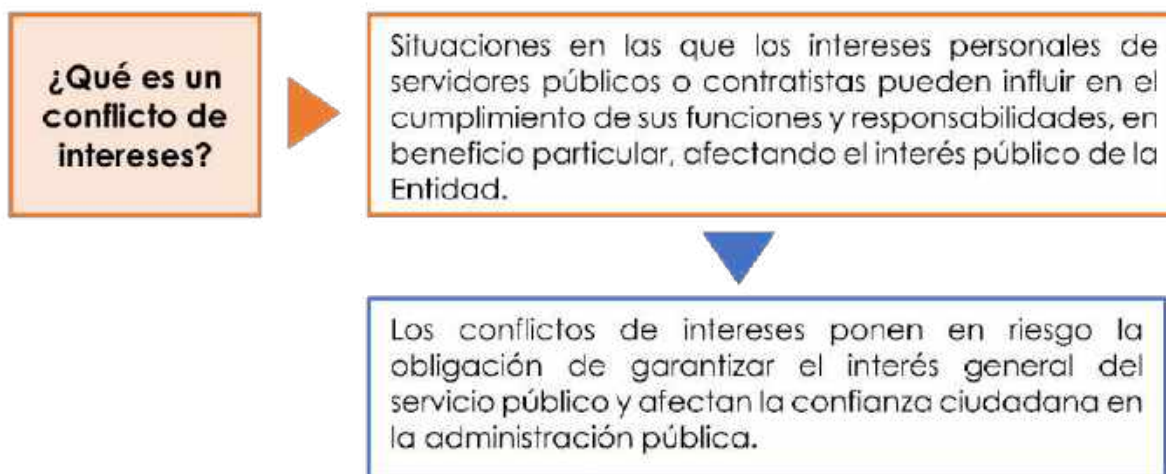 ¿Qué es un
conflicto de
intereses?
Situaciones en las que los intereses personales de
servidores públicos o contratistas pueden influir en el
cumplimiento de sus funciones y responsabilidades, en
beneficio particular, afectando el interés público de la
Entidad.
Los conflictos de intereses ponen en riesgo la
obligación de garantizar el interés general del
servicio público y afectan la confianza ciudadana en
la administración pública.